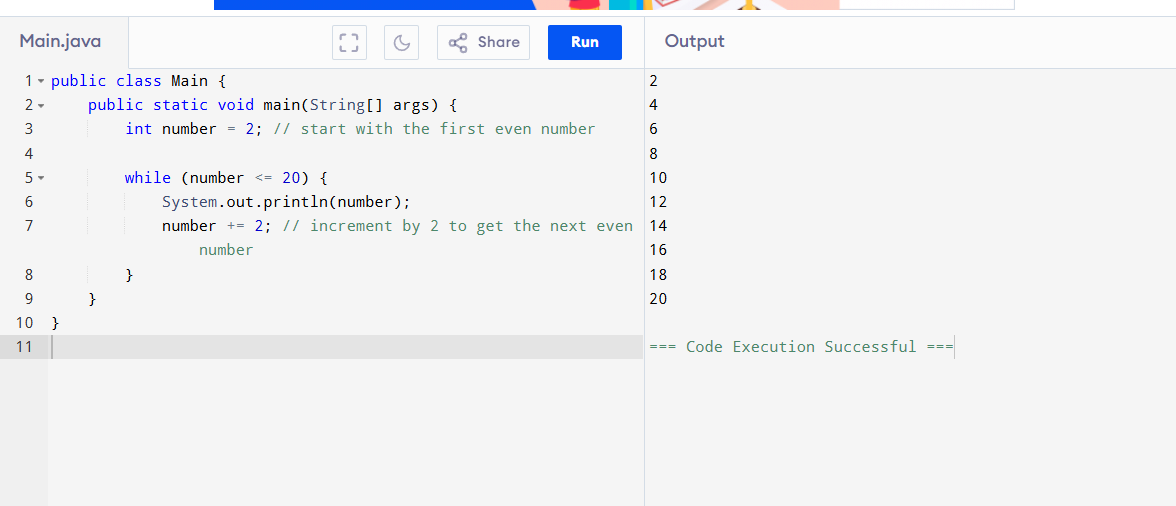 Main.java
Share
Run
Output
1 public class Main {
2     public static void main(String[] args) {
3         int number = 2; // start with the first even number
4
5         while (number <= 20) {
6             System.out.println(number);
7             number += 2; // increment by 2 to get the next even
                number
8         }
9     }
10 }
11
2
4
6
8
10
12
14
16
18
20
=== Code Execution Successful ===